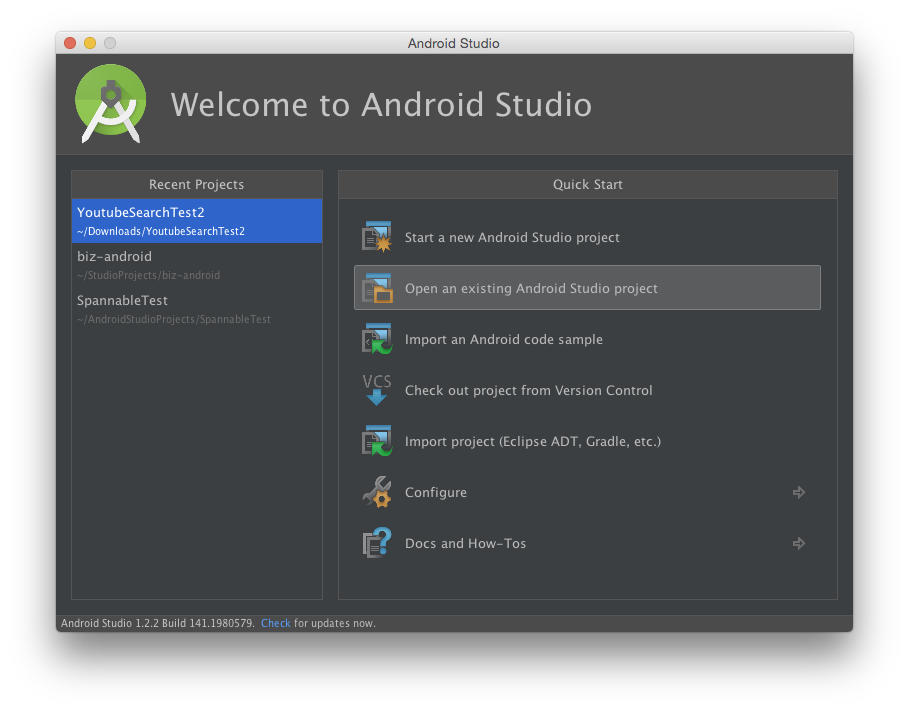 Android Studio
Welcome to Android Studio
Recent Projects
YoutubeSearchTest2
~/Downloads/YoutubeSearchTest2
biz-android
~/StudioProjects/biz-android
SpannableTest
~/AndroidStudioProjects/SpannableTest
Quick Start
Start a new Android Studio project
Open an existing Android Studio project
Import an Android code sample
VCS
Check out project from Version Control
Import project (Eclipse ADT, Gradle, etc.)
Configure
Docs and How-Tos
Android Studio 1.2.2 Build 141.1980579. Check for updates now.